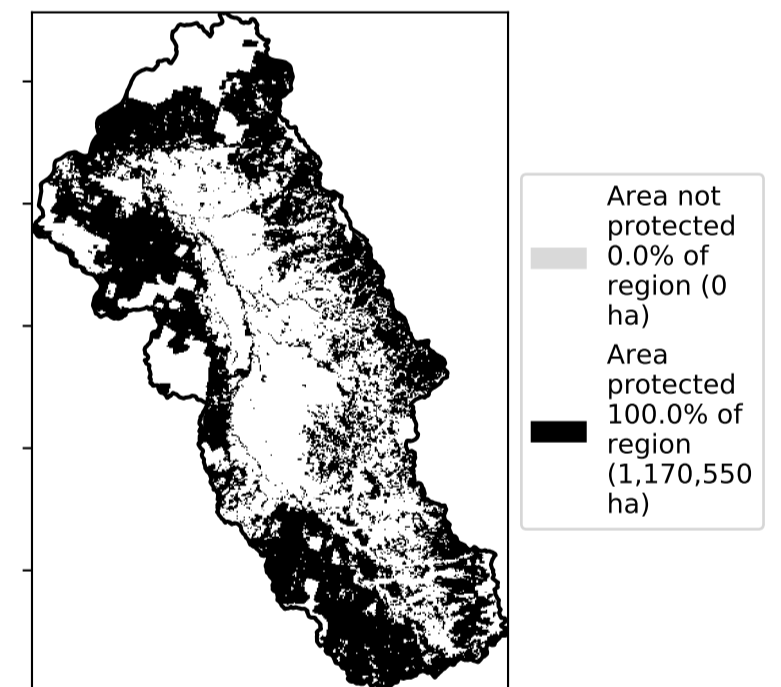 Area not
protected
0.0% of
region (0
ha)
Area
protected
100.0% of
region
(1,170,550
ha)